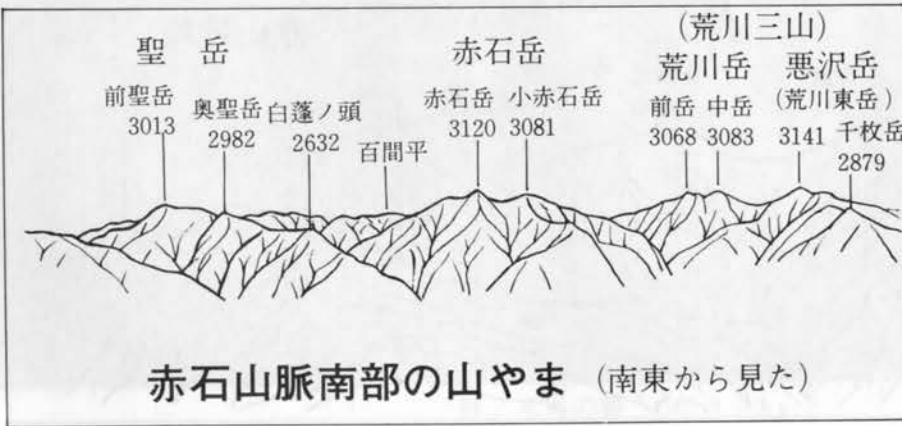 (荒川三山)
聖 岳 赤石岳 荒川岳 悪沢岳
前聖岳 奥聖岳 白蓬ノ頭 赤石岳 小赤石岳 前岳 中岳 (荒川東岳)
3013 2982 2632 百間平 3120 3081 3068 3083 3141 千枚岳
2879
赤石山脈南部の山やま (南東から見た)